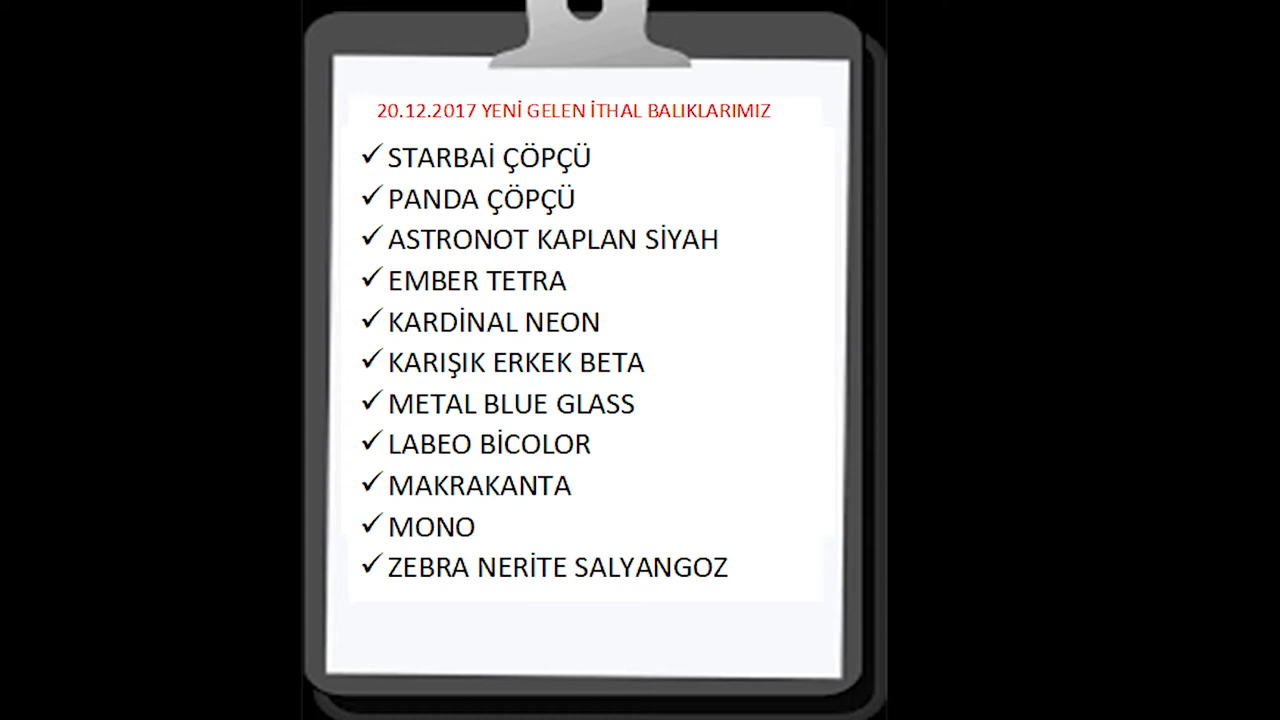 20.12.2017 YENİ GELEN İTHAL BALIKLARIMIZ
✓ STARBAİ ÇÖPÇÜ
✓ PANDA ÇÖPÇÜ
✓ ASTRONOT KAPLAN SİYAH
✓ EMBER TETRA
✓ KARDİNAL NEON
✓ KARIŞIK ERKEK BETA
✓ METAL BLUE GLASS
✓ LABEO BİCOLOR
✓ MAKRAKANTA
✓ MONO
✓ ZEBRA NERİTE SALYANGOZ